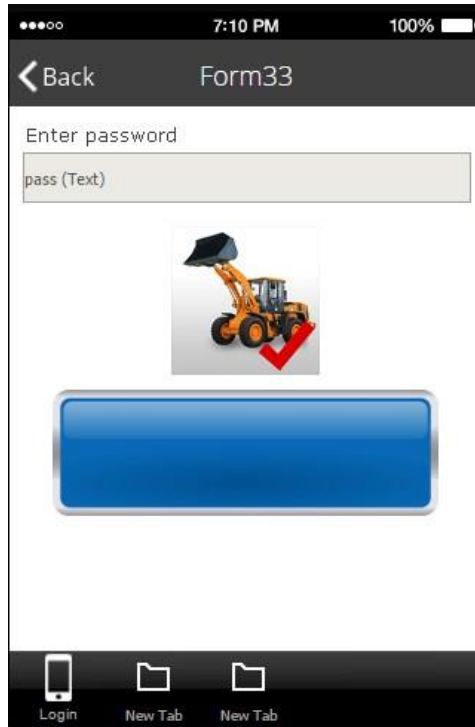 7:10 PM 100%
Back Form33
Enter password
pass (Text)
Login New Tab New Tab